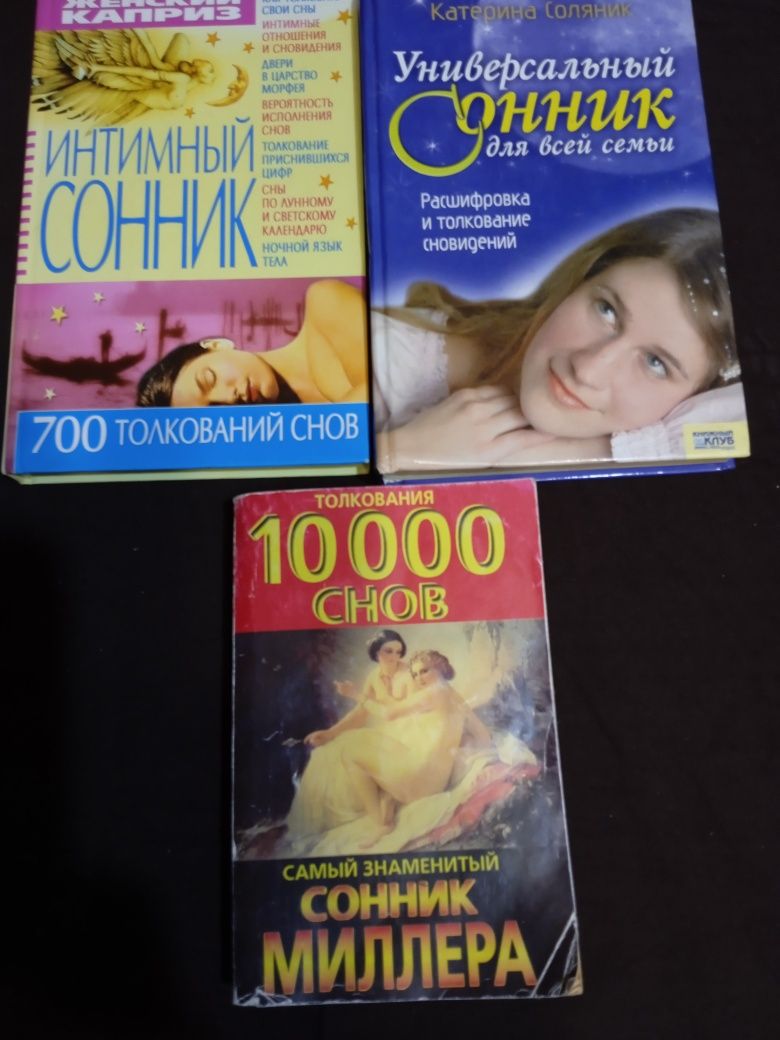 ЖЕНСКИЙ
КАПРИЗ
СВОИ СНЫ
ИНТИМНЫЕ
ОТНОШЕНИЯ
И СНОВИДЕНИЯ
ДВЕРИ
В ЦАРСТВО
МОРФЕЯ
ВЕРОЯТНОСТЬ
ИСПОЛНЕНИЯ
СНОВ
ТОЛКОВАНИЕ
ПРИСНИВШИХСЯ
ЦИФР
СНЫ
ПО ЛУННОМУ
И СВЕТСКОМУ
КАЛЕНДАРЮ
НОЧНОЙ ЯЗЫК
ТЕЛА
ИНТИМНЫЙ
СОННИК
700 ТОЛКОВАНИЙ СНОВ
Катерина Соляник
Универсальный
Сонник
для всей семьи
Расшифровка
и толкование
сновидений
КНИЖНЫЙ
КЛУБ
ТОЛКОВАНИЯ
10 000
СНОВ
САМЫЙ ЗНАМЕНИТЫЙ
СОННИК
МИЛЛЕРА